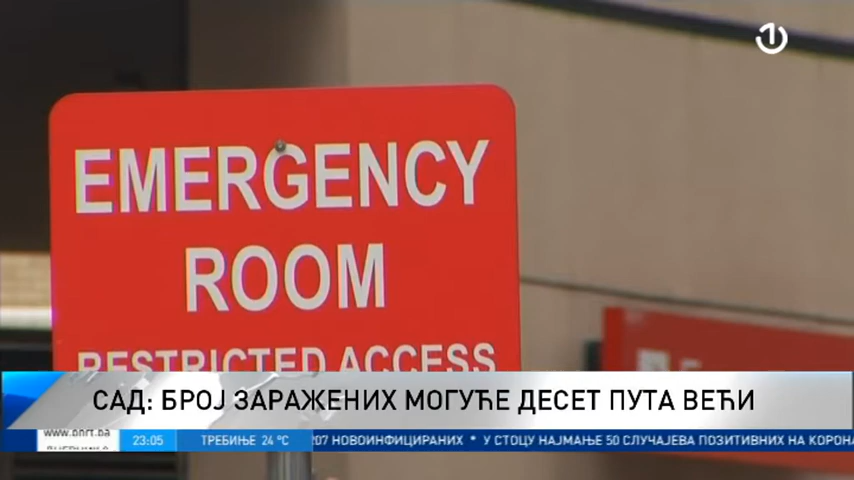 EMERGENCY
ROOM
RESTRICTED ACCESS
САД: БРОЈ ЗАРАЖЕНИХ МОГУЋЕ ДЕСЕТ ПУТА ВЕЋИ
www.bhrt.ba
23:05 ТРЕБИЊЕ 24°C 207 НОВОИНФИЦИРАНИХ * У СТОЦУ НАЈМАЊЕ 50 СЛУЧАЈЕВА ПОЗИТИВНИХ НА КОРОНА